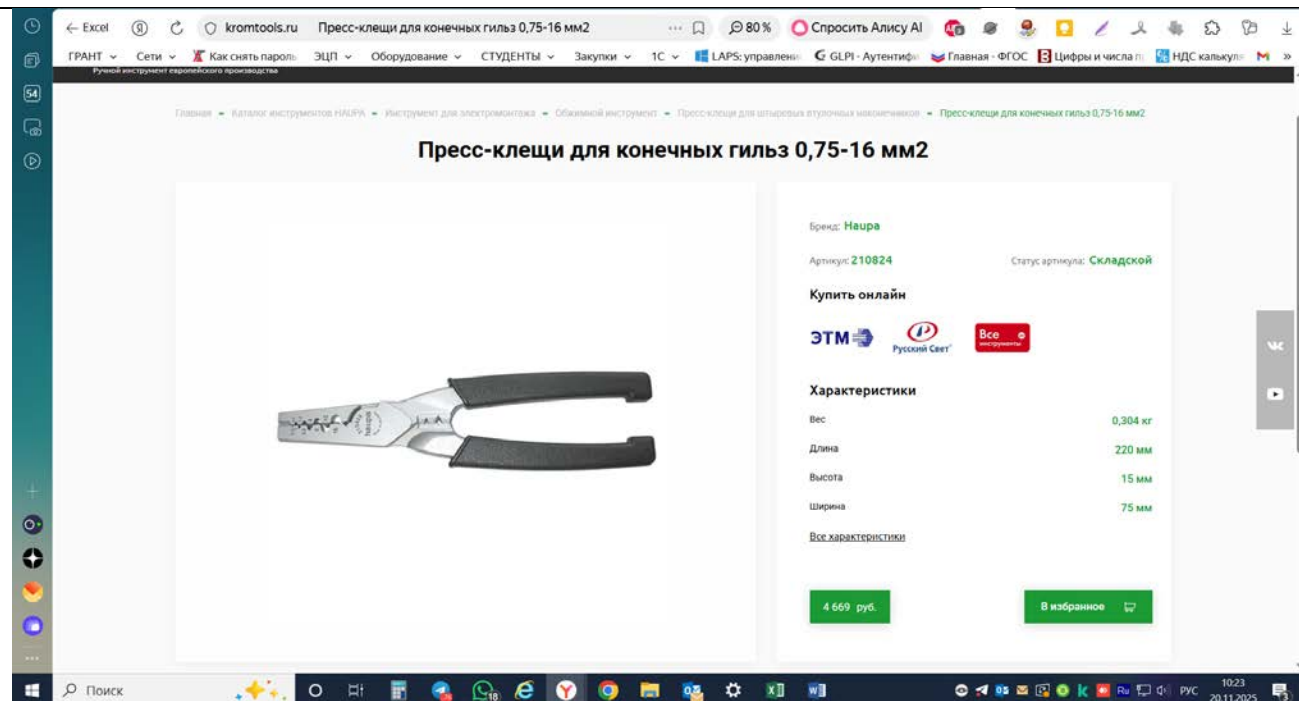 ← Excel Я kromtools.ru Пресс-клещи для конечных гильз 0,75-16 мм2 ... 80 % Спросить Алису AI
ГРАНТ Сети Как снять пароль ЭЦП Оборудование СТУДЕНТЫ Закупки 1С LAPS: управлени GLPI - Аутентифи Главная - ФГОС Цифры и числа п НДС калькуля »
Ручной инструмент европейского производства
54
Главная Каталог инструментов HAUPA Инструмент для электромонтажа Обжимной инструмент Пресс-клещи для штыревых втулочных наконечников Пресс-клещи для конечных гильз 0,75-16 мм2
Пресс-клещи для конечных гильз 0,75-16 мм2
Бренд: Haupa
Артикул: 210824 Статус артикула: Складской
Купить онлайн
ЭТМ Русский Свет Все инструменты
Характеристики
Вес 0,304 кг
Длина 220 мм
Высота 15 мм
Ширина 75 мм
Все характеристики
4 669 руб. В избранное
haupa
Поиск 18 РУС 10:23
20.11.2025 3